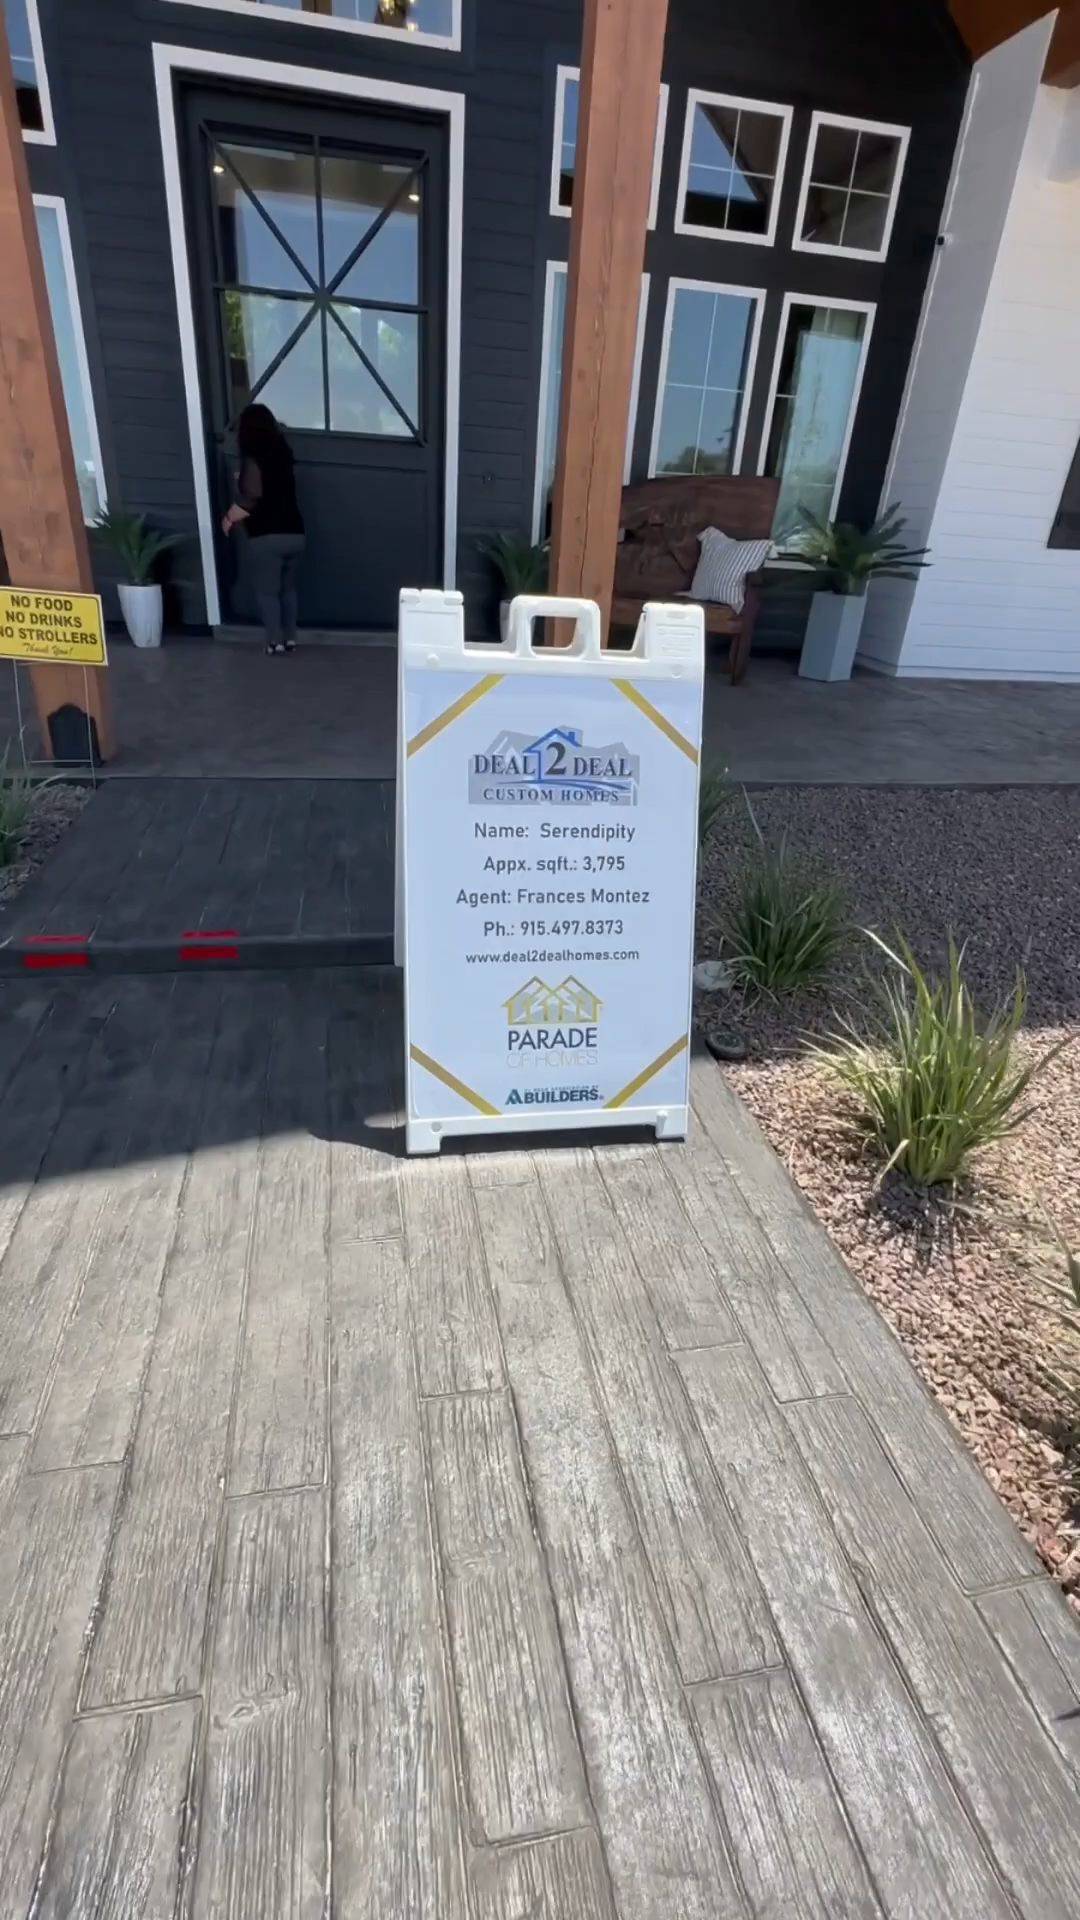 NO FOOD
NO DRINKS
NO STROLLERS
Thank You!
DEAL 2 DEAL
CUSTOM HOMES
Name: Serendipity
Appx. sqft.: 3,795
Agent: Frances Montez
Ph.: 915.497.8373
www.deal2dealhomes.com
PARADE
OF HOMES
BUILDERS